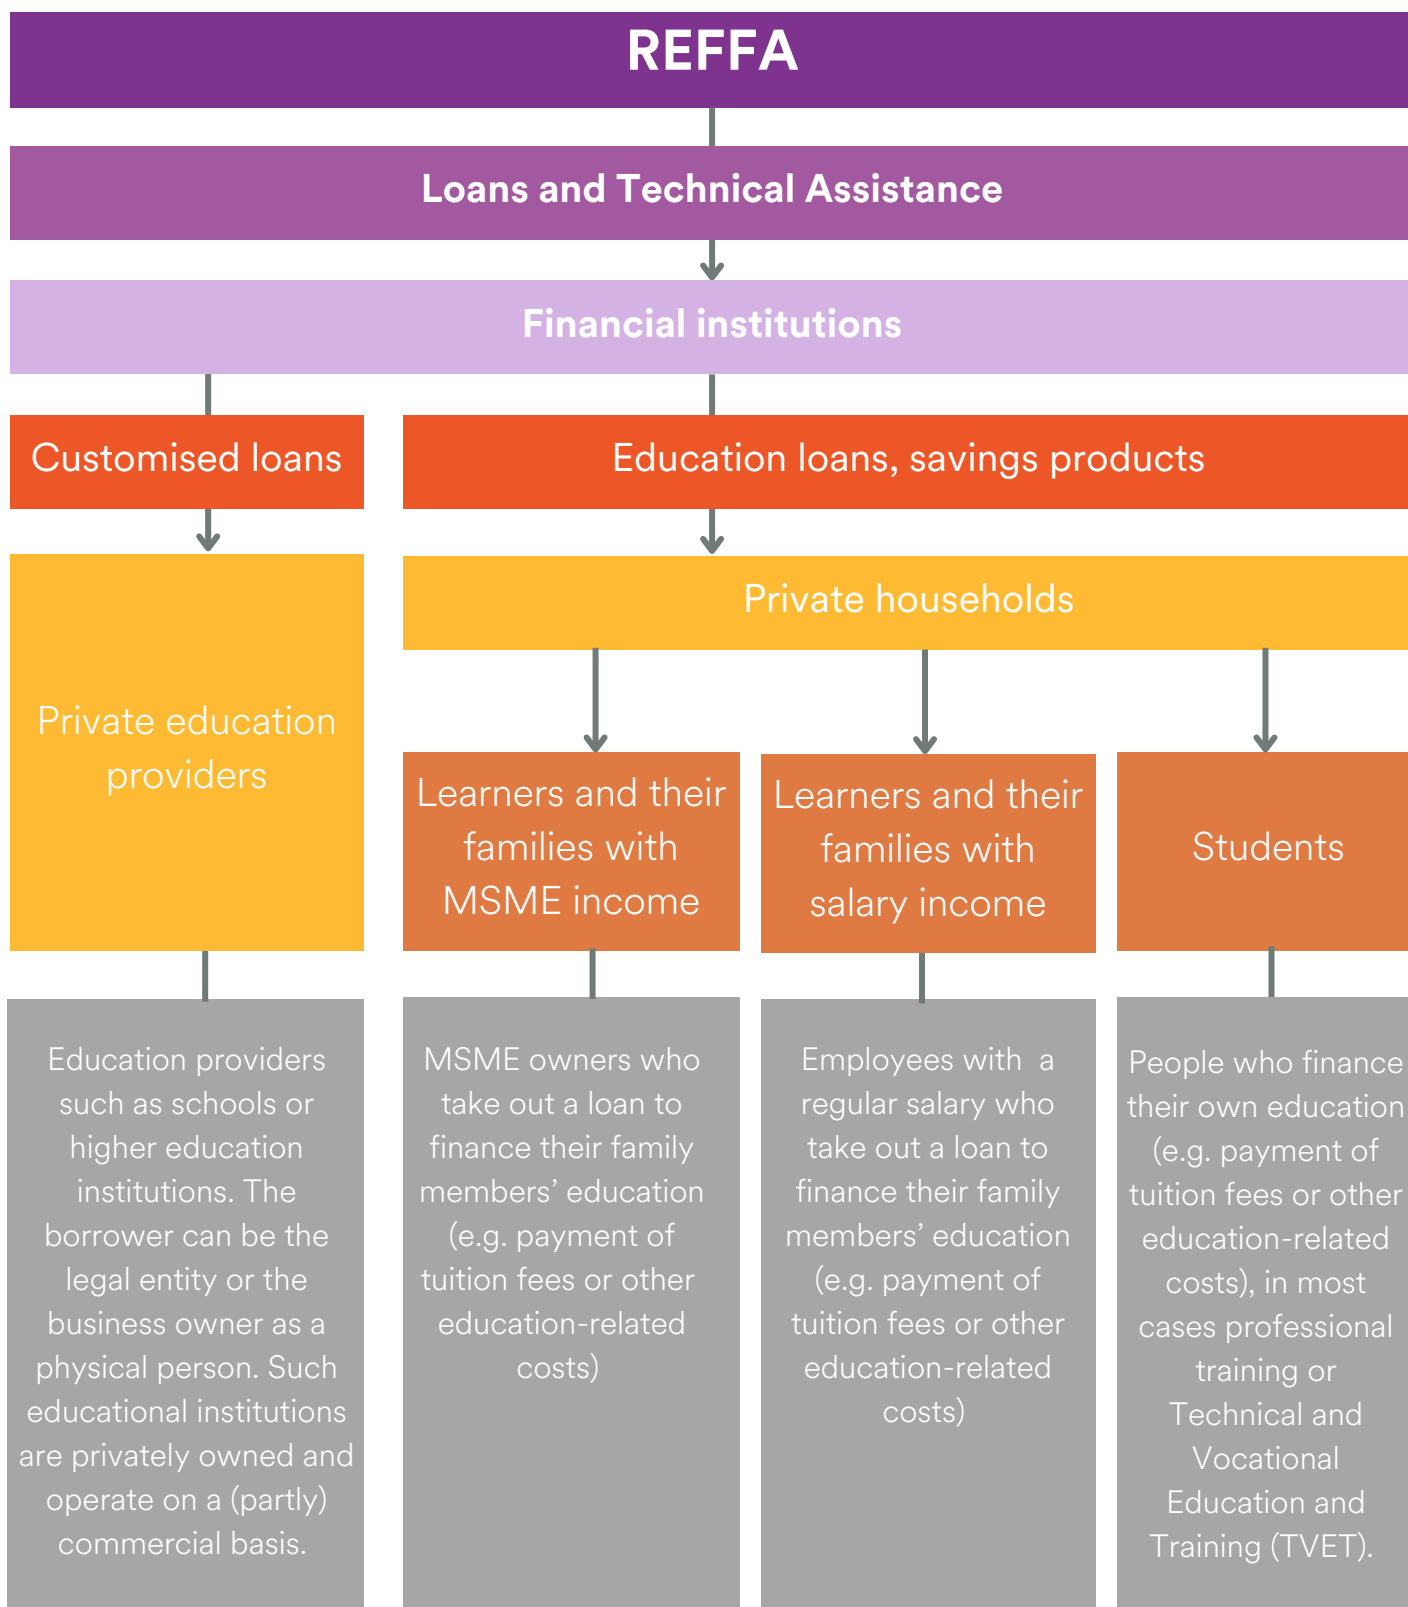 REFFA
Loans and Technical Assistance
Financial institutions
Customised loans
Education loans, savings products
Private education
providers
Private households
Learners and their
families with
MSME income
Learners and their
families with
salary income
Students
Education providers
such as schools or
higher education
institutions. The
borrower can be the
legal entity or the
business owner as a
physical person. Such
educational institutions
are privately owned and
operate on a (partly)
commercial basis.
MSME owners who
take out a loan to
finance their family
members’ education
(e.g. payment of
tuition fees or other
education-related
costs)
Employees with a
regular salary who
take out a loan to
finance their family
members’ education
(e.g. payment of
tuition fees or other
education-related
costs)
People who finance
their own education
(e.g. payment of
tuition fees or other
education-related
costs), in most
cases professional
training or
Technical and
Vocational
Education and
Training (TVET).